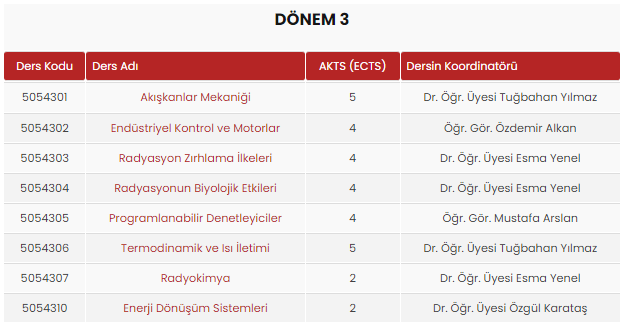 DÖNEM 3
Ders Kodu Ders Adı AKTS (ECTS) Dersin Koordinatörü
5054301 Akışkanlar Mekaniği 5 Dr. Öğr. Üyesi Tuğbahan Yılmaz
5054302 Endüstriyel Kontrol ve Motorlar 4 Öğr. Gör. Özdemir Alkan
5054303 Radyasyon Zırhlama İlkeleri 4 Dr. Öğr. Üyesi Esma Yenel
5054304 Radyasyonun Biyolojik Etkileri 4 Dr. Öğr. Üyesi Esma Yenel
5054305 Programlanabilir Denetleyiciler 4 Öğr. Gör. Mustafa Arslan
5054306 Termodinamik ve Isı İletimi 5 Dr. Öğr. Üyesi Tuğbahan Yılmaz
5054307 Radyokimya 2 Dr. Öğr. Üyesi Esma Yenel
5054310 Enerji Dönüşüm Sistemleri 2 Dr. Öğr. Üyesi Özgül Karataş